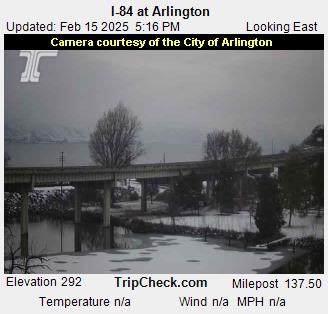 I-84 at Arlington
Updated: Feb 15 2025 5:16 PM Looking East
Camera courtesy of the City of Arlington
Elevation 292 TripCheck.com Milepost 137.50
Temperature n/a Wind n/a MPH n/a